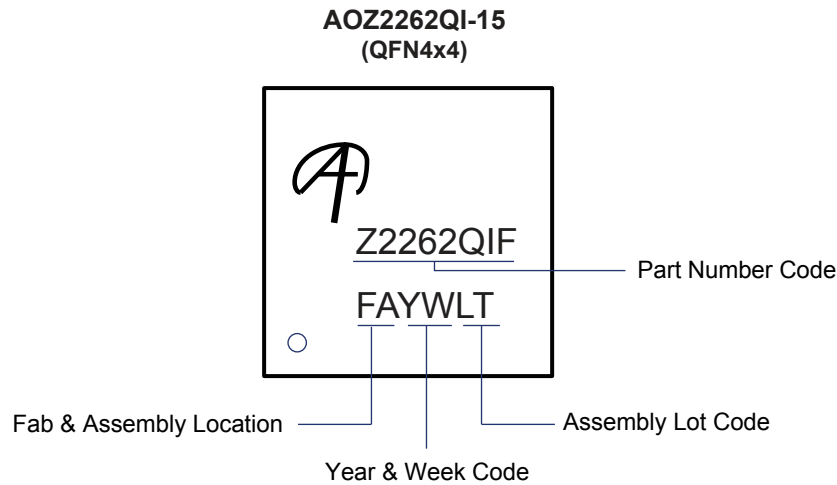 AOZ2262QI-15
(QFN4x4)
Z2262QIF
Part Number Code
FAYWLT
Fab & Assembly Location
Assembly Lot Code
Year & Week Code